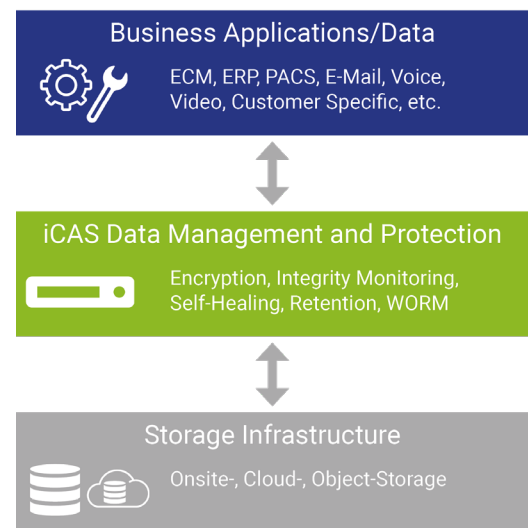 Business Applications/Data
ECM, ERP, PACS, E-Mail, Voice,
Video, Customer Specific, etc.
iCAS Data Management and Protection
Encryption, Integrity Monitoring,
Self-Healing, Retention, WORM
Storage Infrastructure
Onsite-, Cloud-, Object-Storage